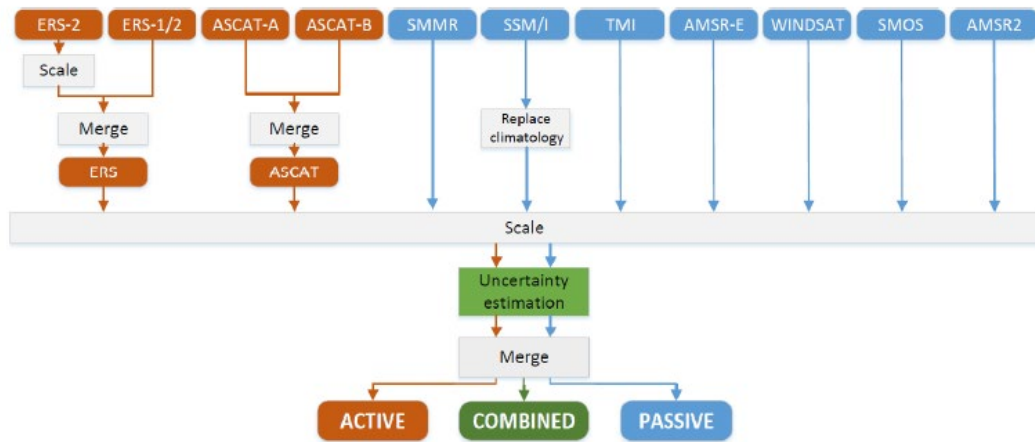 ERS-2
ERS-1/2
ASCAT-A
ASCAT-B
SMMR
SSM/I
TMI
AMSR-E
WINDSAT
SMOS
AMSR2
Scale
Merge
Merge
Replace
climatology
ERS
ASCAT
Scale
Uncertainty
estimation
Merge
ACTIVE
COMBINED
PASSIVE